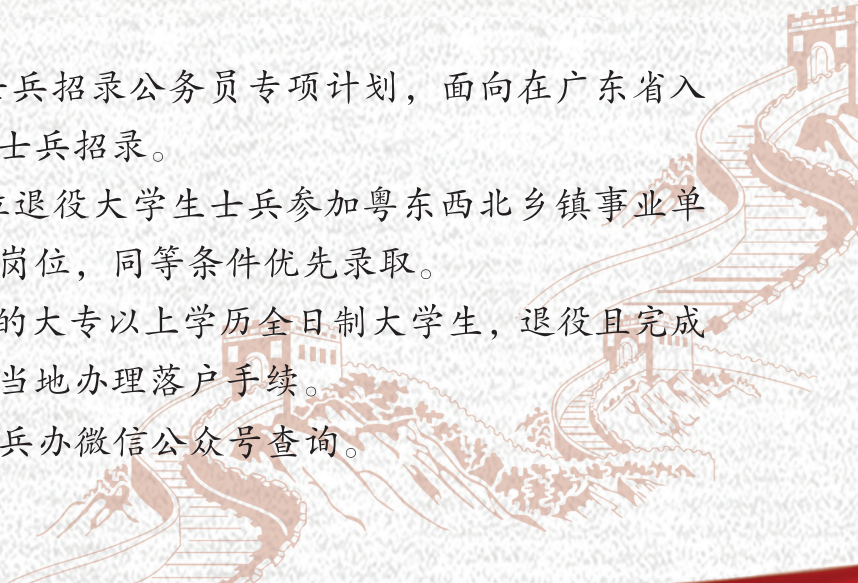 士兵招录公务员专项计划，面向在广东省入
士兵招录。
退役大学生士兵参加粤东西北乡镇事业单
岗位，同等条件优先录取。
的大专以上学历全日制大学生，退役且完成
当地办理落户手续。
兵办微信公众号查询。